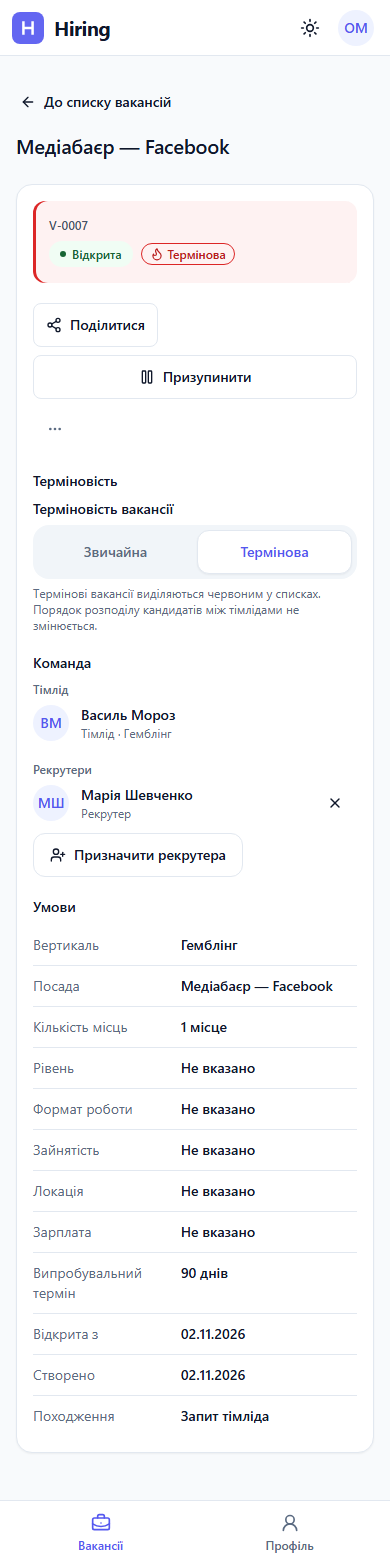 H Hiring
ОМ
До списку вакансій
Медіабаєр — Facebook
V-0007
Відкрита
Термінова
Поділитися
Призупинити
...
Терміновість
Терміновість вакансії
Звичайна
Термінова
Термінові вакансії виділяються червоним у списках.
Порядок розподілу кандидатів між тімлідами не
змінюється.
Команда
Тімлід
ВМ
Василь Мороз
Тімлід · Гемблінг
Рекрутери
МШ
Марія Шевченко
Рекрутер
Призначити рекрутера
Умови
Вертикаль Гемблінг
Посада Медіабаєр — Facebook
Кількість місць 1 місце
Рівень Не вказано
Формат роботи Не вказано
Зайнятість Не вказано
Локація Не вказано
Зарплата Не вказано
Випробувальний 90 днів
термін
Відкрита з 02.11.2026
Створено 02.11.2026
Походження Запит тімліда
Вакансії
Профіль